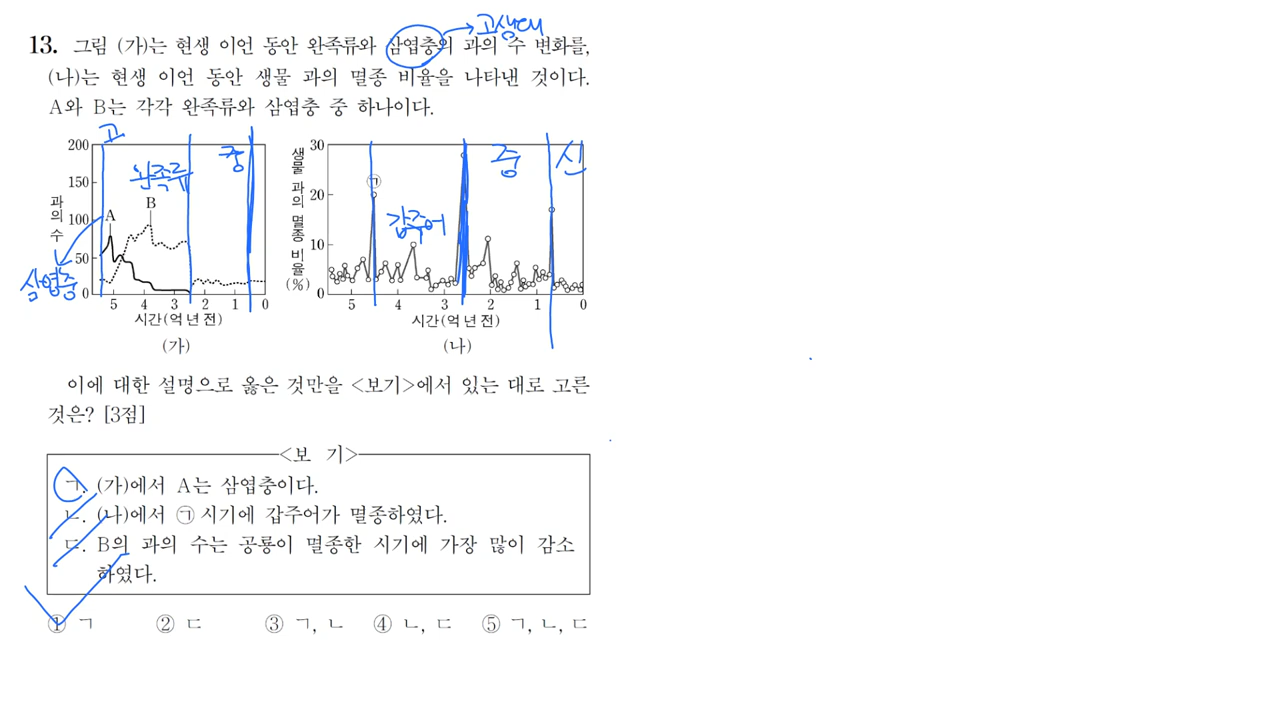 고생대
13. 그림 (가)는 현생 이언 동안 완족류와 삼엽충의 과의 수 변화를,
(나)는 현생 이언 동안 생물 과의 멸종 비율을 나타낸 것이다.
A와 B는 각각 완족류와 삼엽충 중 하나이다.
고
완족류
중
200
150
100
50
0
과의 수
A
B
삼엽충
5 4 3 2 1 0
시간(억 년 전)
(가)
갑주어
중
신
30
20
10
0
생물 과의 멸종 비율(%)
㉠
5 4 3 2 1 0
시간(억 년 전)
(나)
이에 대한 설명으로 옳은 것만을 <보기>에서 있는 대로 고른
것은? [3점]
<보 기>
ㄱ. (가)에서 A는 삼엽충이다.
ㄴ. (나)에서 ㉠ 시기에 갑주어가 멸종하였다.
ㄷ. B의 과의 수는 공룡이 멸종한 시기에 가장 많이 감소
하였다.
① ㄱ ② ㄷ ③ ㄱ, ㄴ ④ ㄴ, ㄷ ⑤ ㄱ, ㄴ, ㄷ